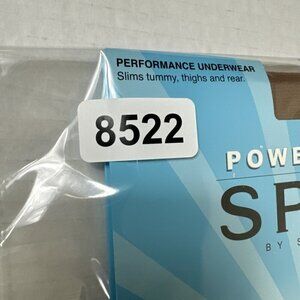 PERFORMANCE UNDERWEAR
Slims tummy, thighs and rear.
8522
POWE
SP
BY S